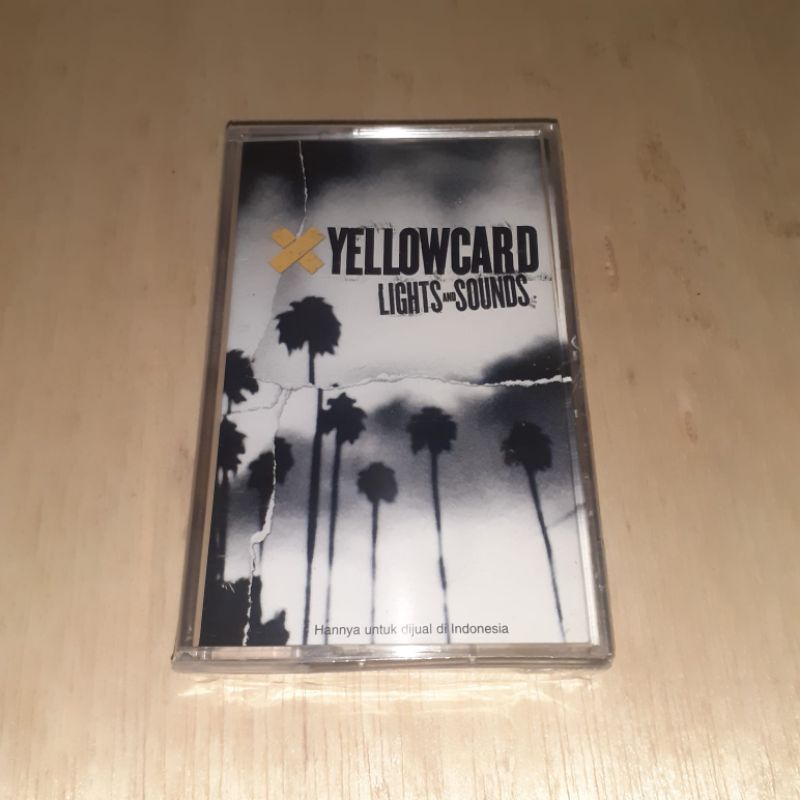 YELLOWCARD
LIGHTS AND SOUNDS.
Hannya untuk dijual di Indonesia